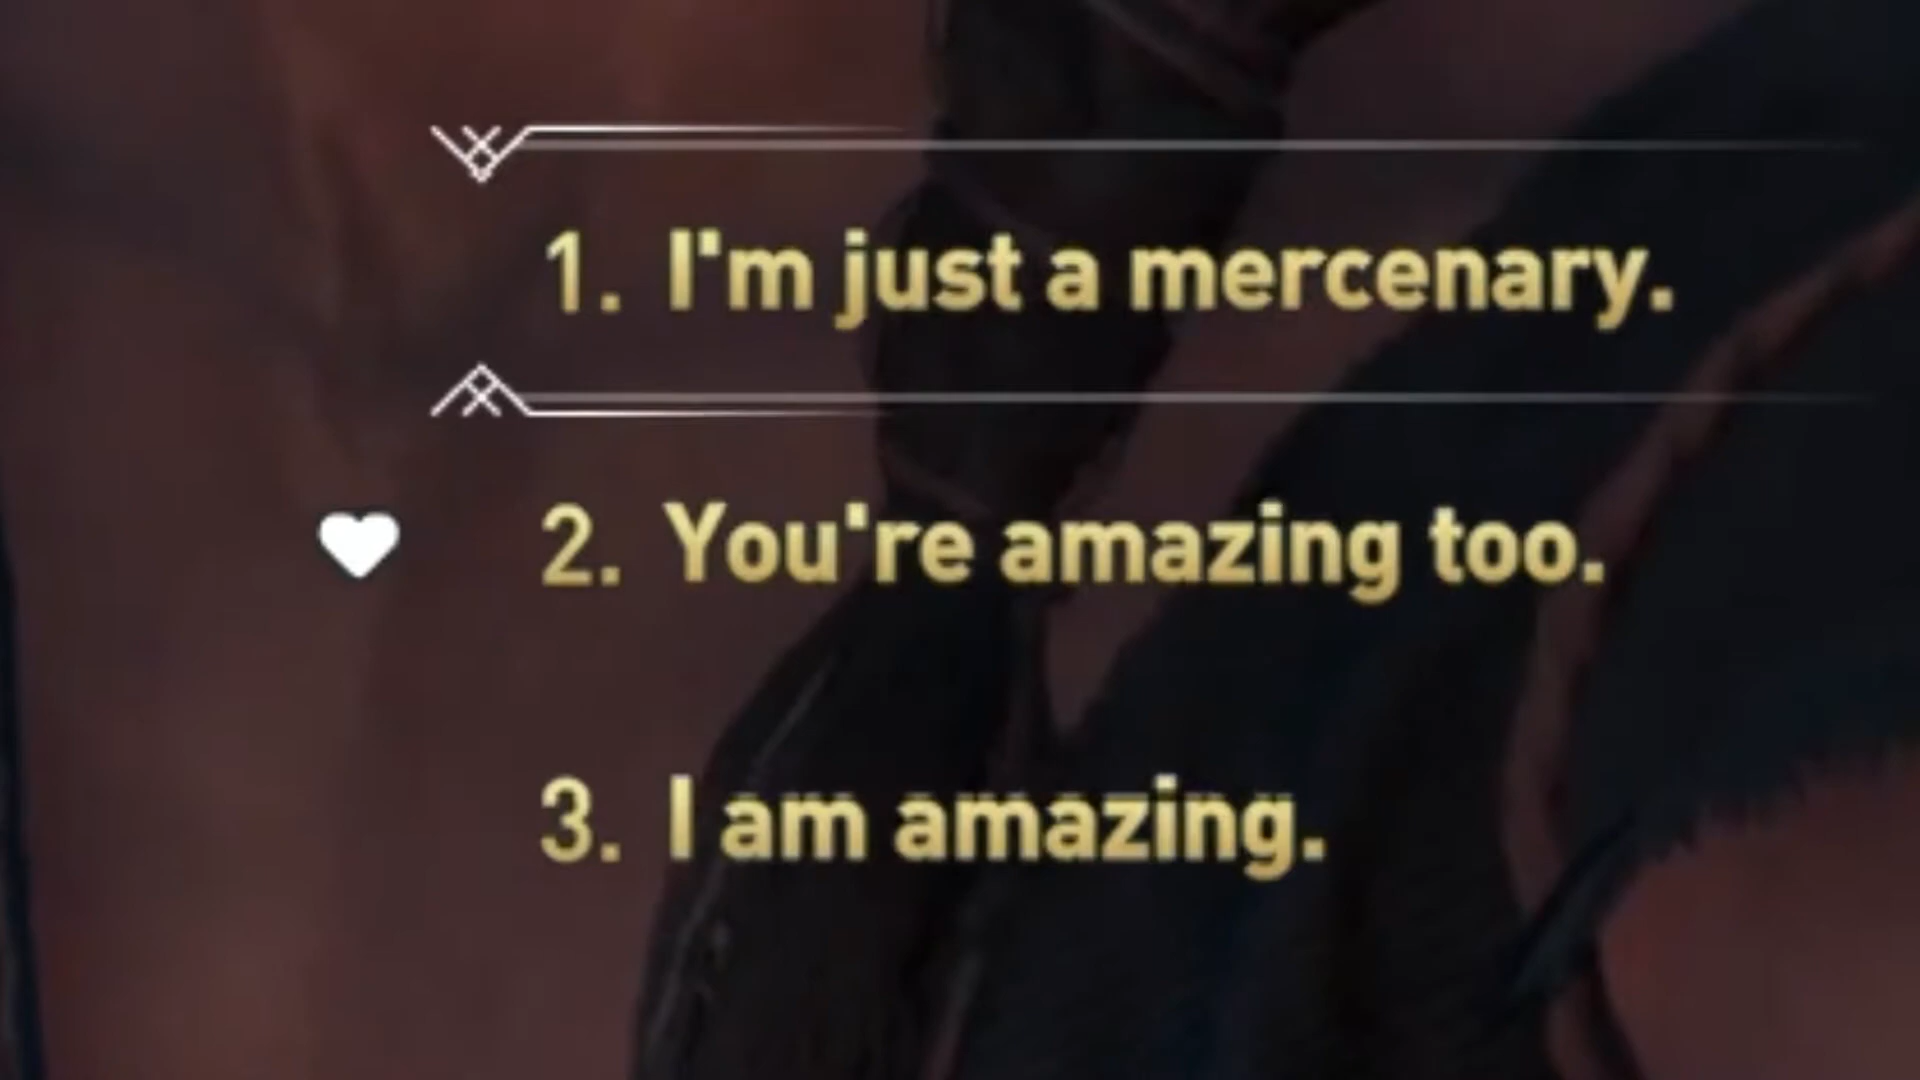 1. I'm just a mercenary.
2. You're amazing too.
3. I am amazing.